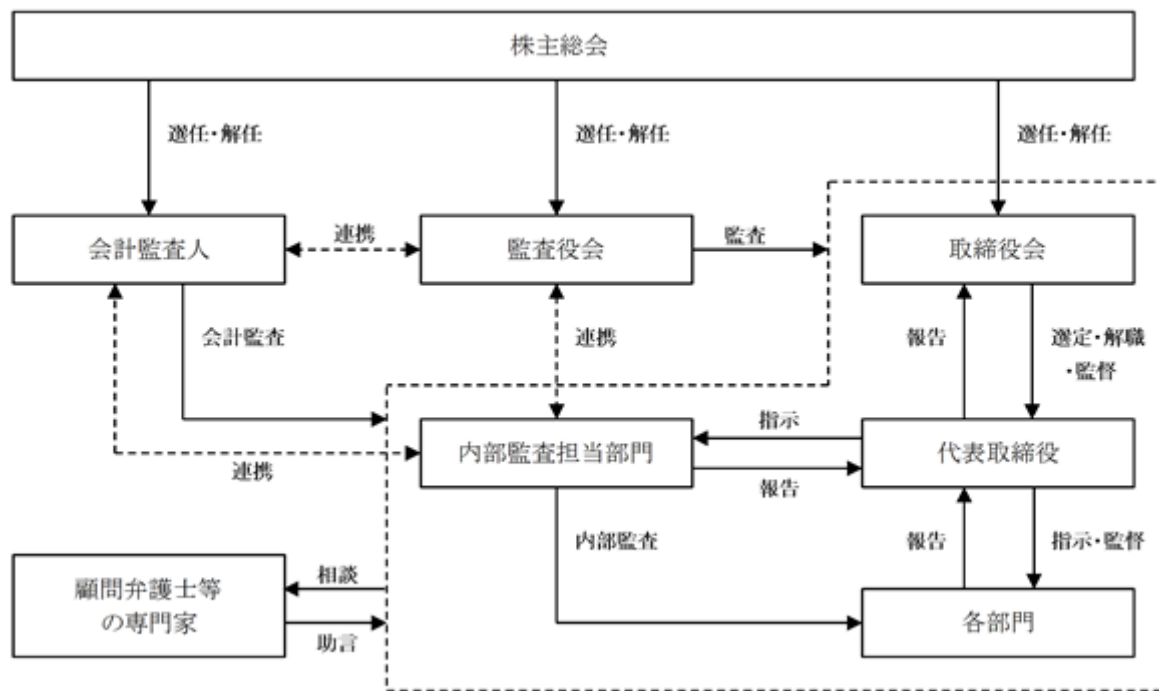 株主総会
選任・解任
選任・解任
選任・解任
会計監査人
連携
監査役会
監査
取締役会
会計監査
連携
報告
選定・解職
・監督
連携
内部監査担当部門
指示
報告
代表取締役
内部監査
報告
指示・監督
顧問弁護士等
の専門家
相談
助言
各部門